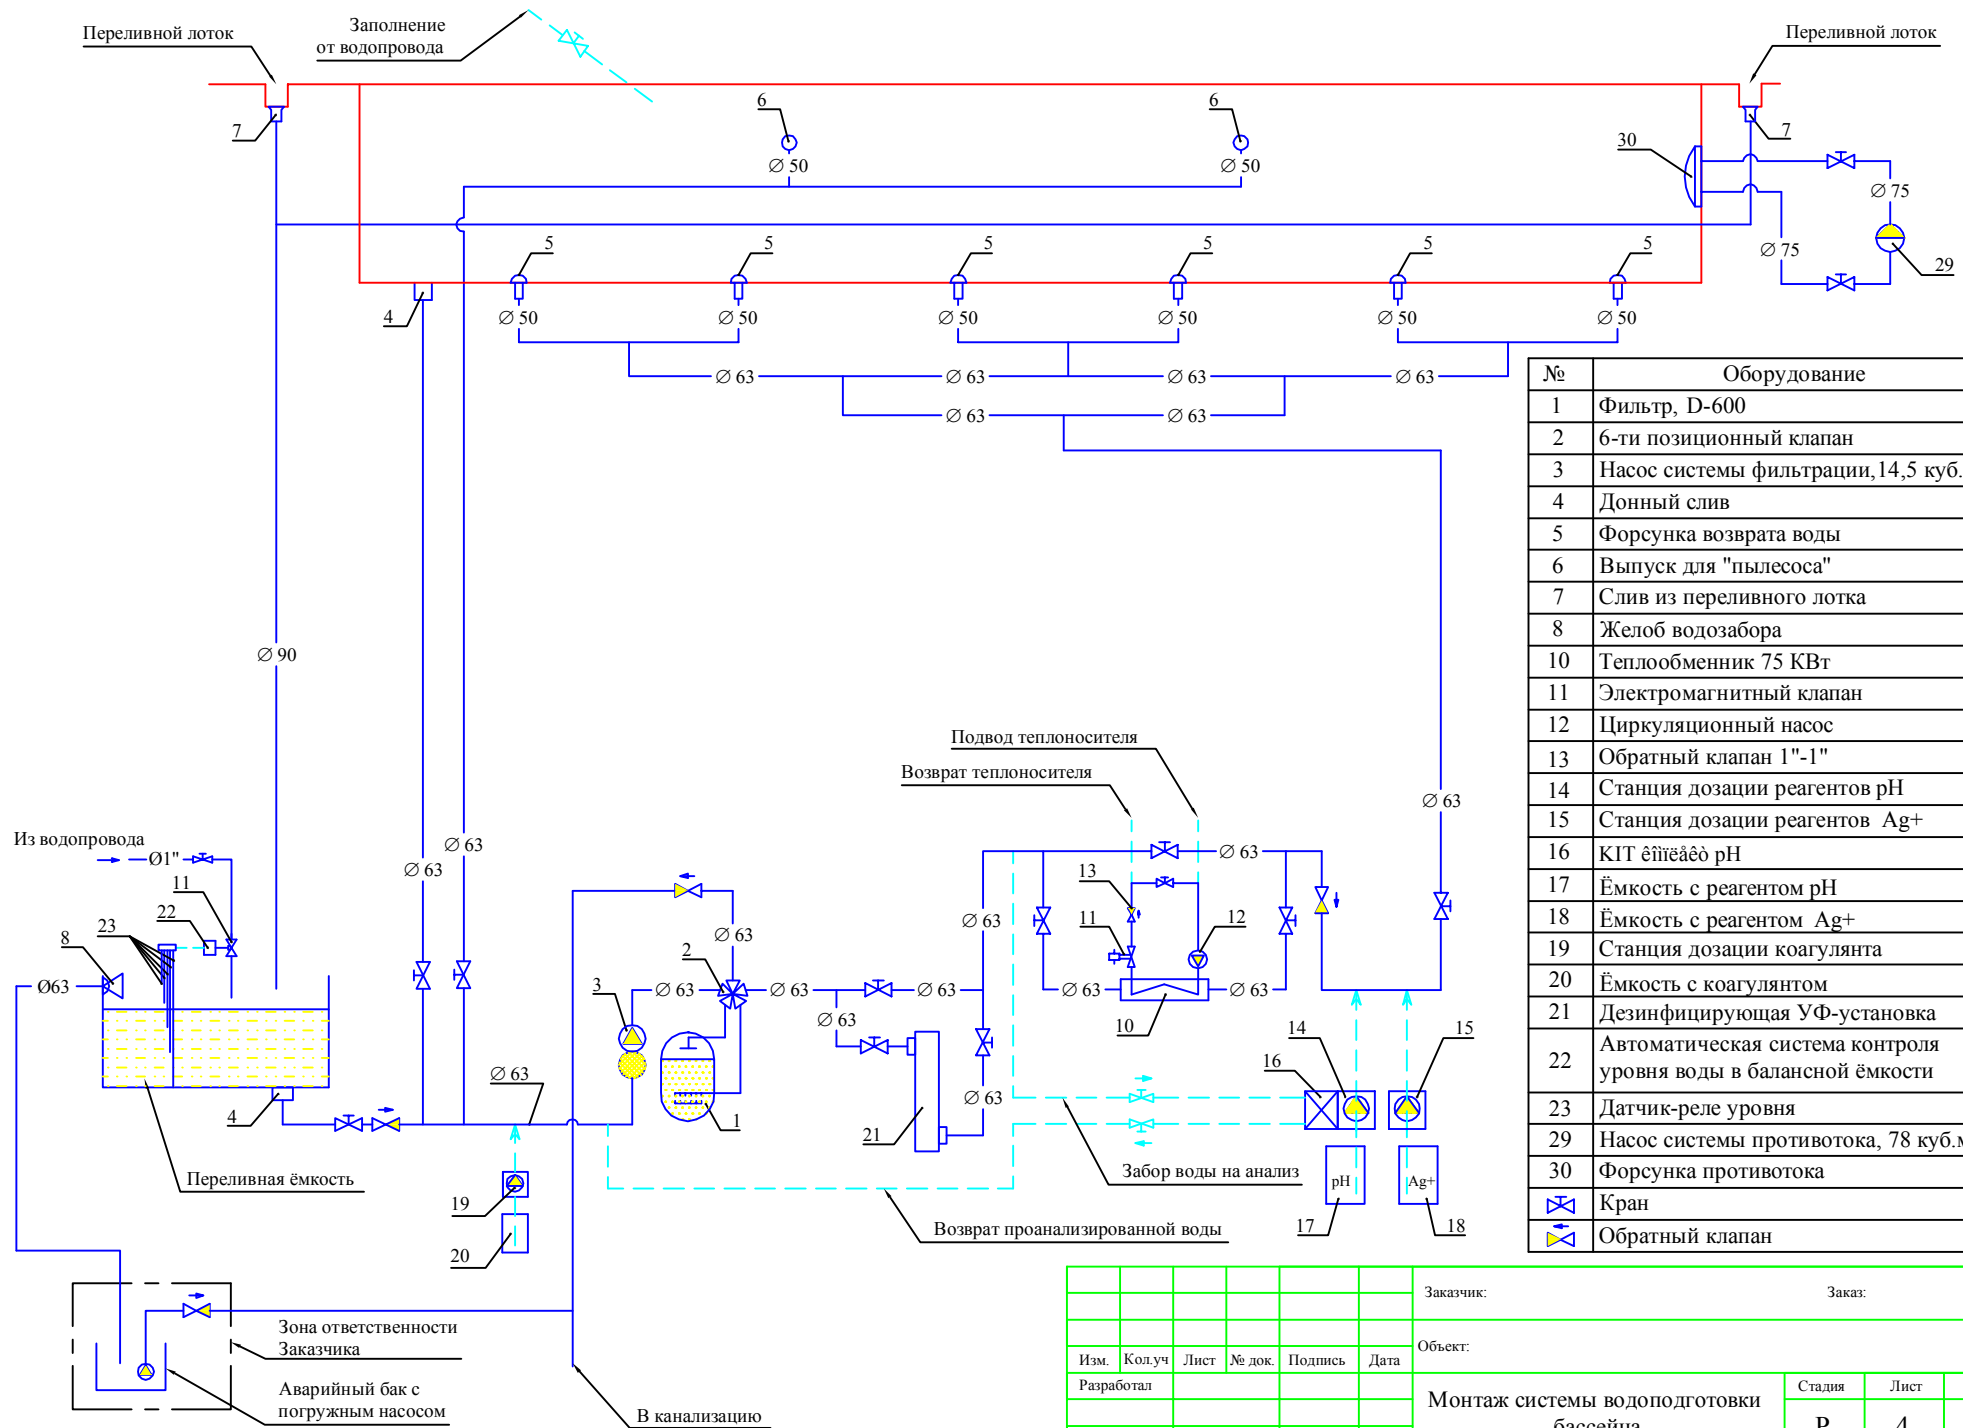 Переливной лоток
Заполнение
от водопровода
Переливной лоток
7
6
6
7
30
Ø 50
Ø 50
Ø 75
Ø 75
29
5
5
5
5
5
5
4
Ø 50
Ø 50
Ø 50
Ø 50
Ø 50
Ø 50
Ø 63
Ø 63
Ø 63
Ø 63
Ø 63
Ø 63
№ Оборудование
1 Фильтр, D-600
2 6-ти позиционный клапан
3 Насос системы фильтрации,14,5 куб.
4 Донный слив
5 Форсунка возврата воды
6 Выпуск для "пылесоса"
7 Слив из переливного лотка
8 Желоб водозабора
10 Теплообменник 75 КВт
11 Электромагнитный клапан
12 Циркуляционный насос
13 Обратный клапан 1"-1"
14 Станция дозации реагентов pH
15 Станция дозации реагентов Ag+
16 KIT êîìïëåêò pH
17 Ёмкость с реагентом pH
18 Ёмкость с реагентом Ag+
19 Станция дозации коагулянта
20 Ёмкость с коагулянтом
21 Дезинфицирующая УФ-установка
22 Автоматическая система контроля
уровня воды в балансной ёмкости
23 Датчик-реле уровня
29 Насос системы противотока, 78 куб.м
30 Форсунка противотока
Кран
Обратный клапан
Ø 90
Подвод теплоносителя
Возврат теплоносителя
Ø 63
Из водопровода
Ø1"
Ø 63
Ø 63
Ø 63
11
22
23
8
Ø63
13
11
12
Ø 63
Ø 63
2
3
Ø 63
Ø 63
Ø 63
Ø 63
Ø 63
Ø 63
10
14
15
16
Ø 63
Ø 63
4
1
21
Переливная ёмкость
19
20
Забор воды на анализ
Возврат проанализированной воды
pH
Ag+
17
18
Зона ответственности
Заказчика
Аварийный бак с
погружным насосом
В канализацию
Заказчик:
Заказ:
Объект:
Изм. Кол.уч Лист № док. Подпись Дата
Разработал
Монтаж системы водоподготовки
бассейна
Стадия Лист
Р 4